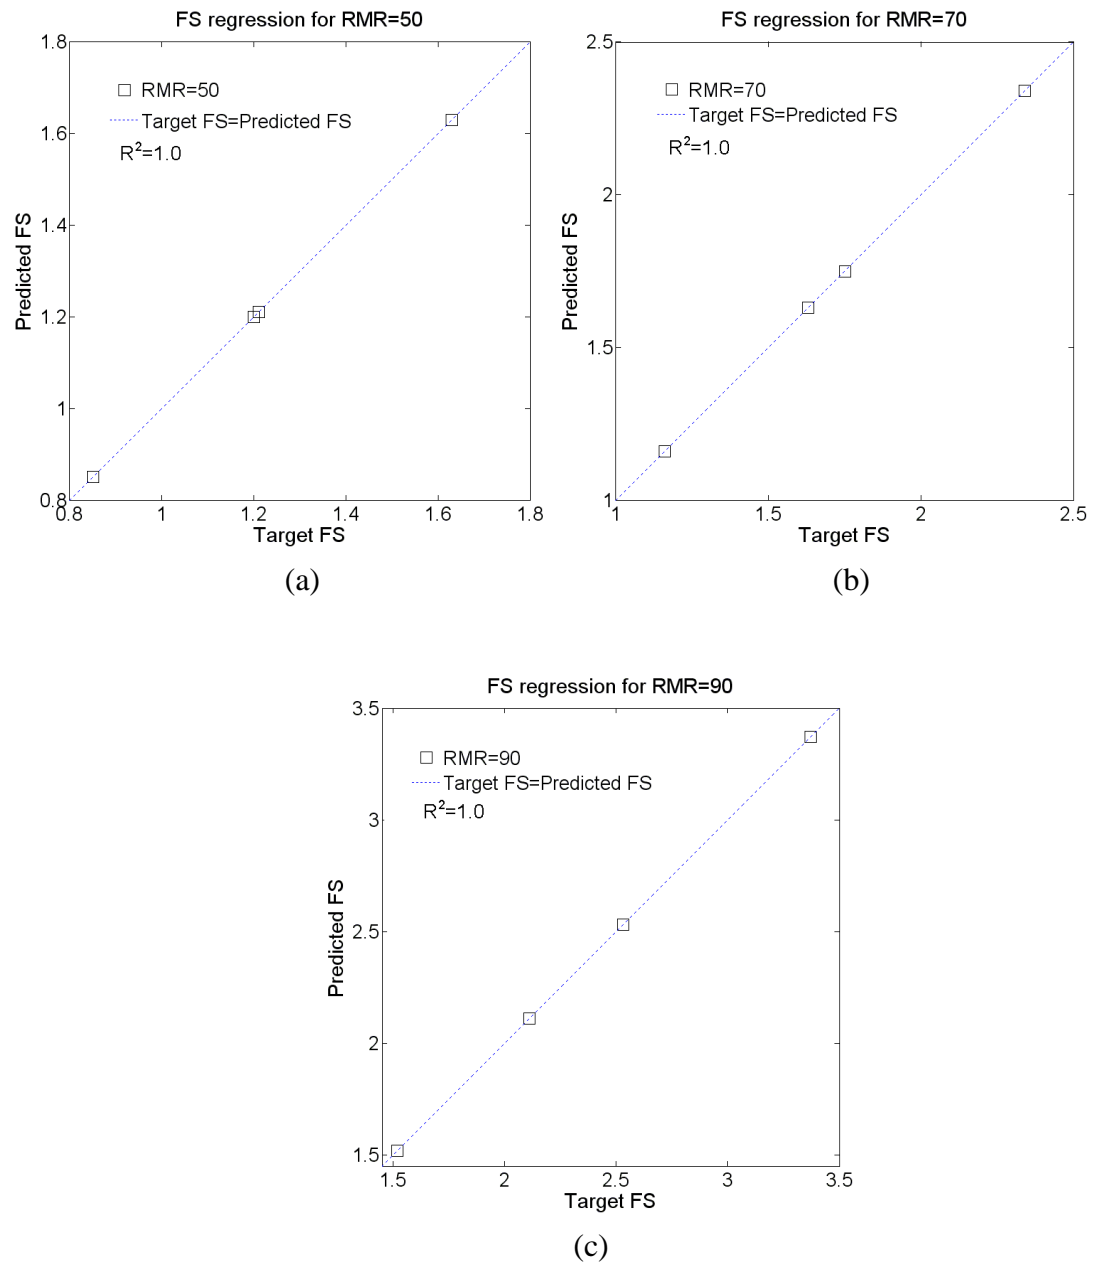 FS regression for RMR=50
1.8
1.6
1.4
1.2
1
0.8
Predicted FS
RMR=50
Target FS=Predicted FS
R²=1.0
0.8 1 1.2 1.4 1.6 1.8
Target FS
(a)
FS regression for RMR=70
2.5
2
1.5
1
Predicted FS
RMR=70
Target FS=Predicted FS
R²=1.0
1 1.5 2 2.5
Target FS
(b)
FS regression for RMR=90
3.5
3
2.5
2
1.5
Predicted FS
RMR=90
Target FS=Predicted FS
R²=1.0
1.5 2 2.5 3 3.5
Target FS
(c)